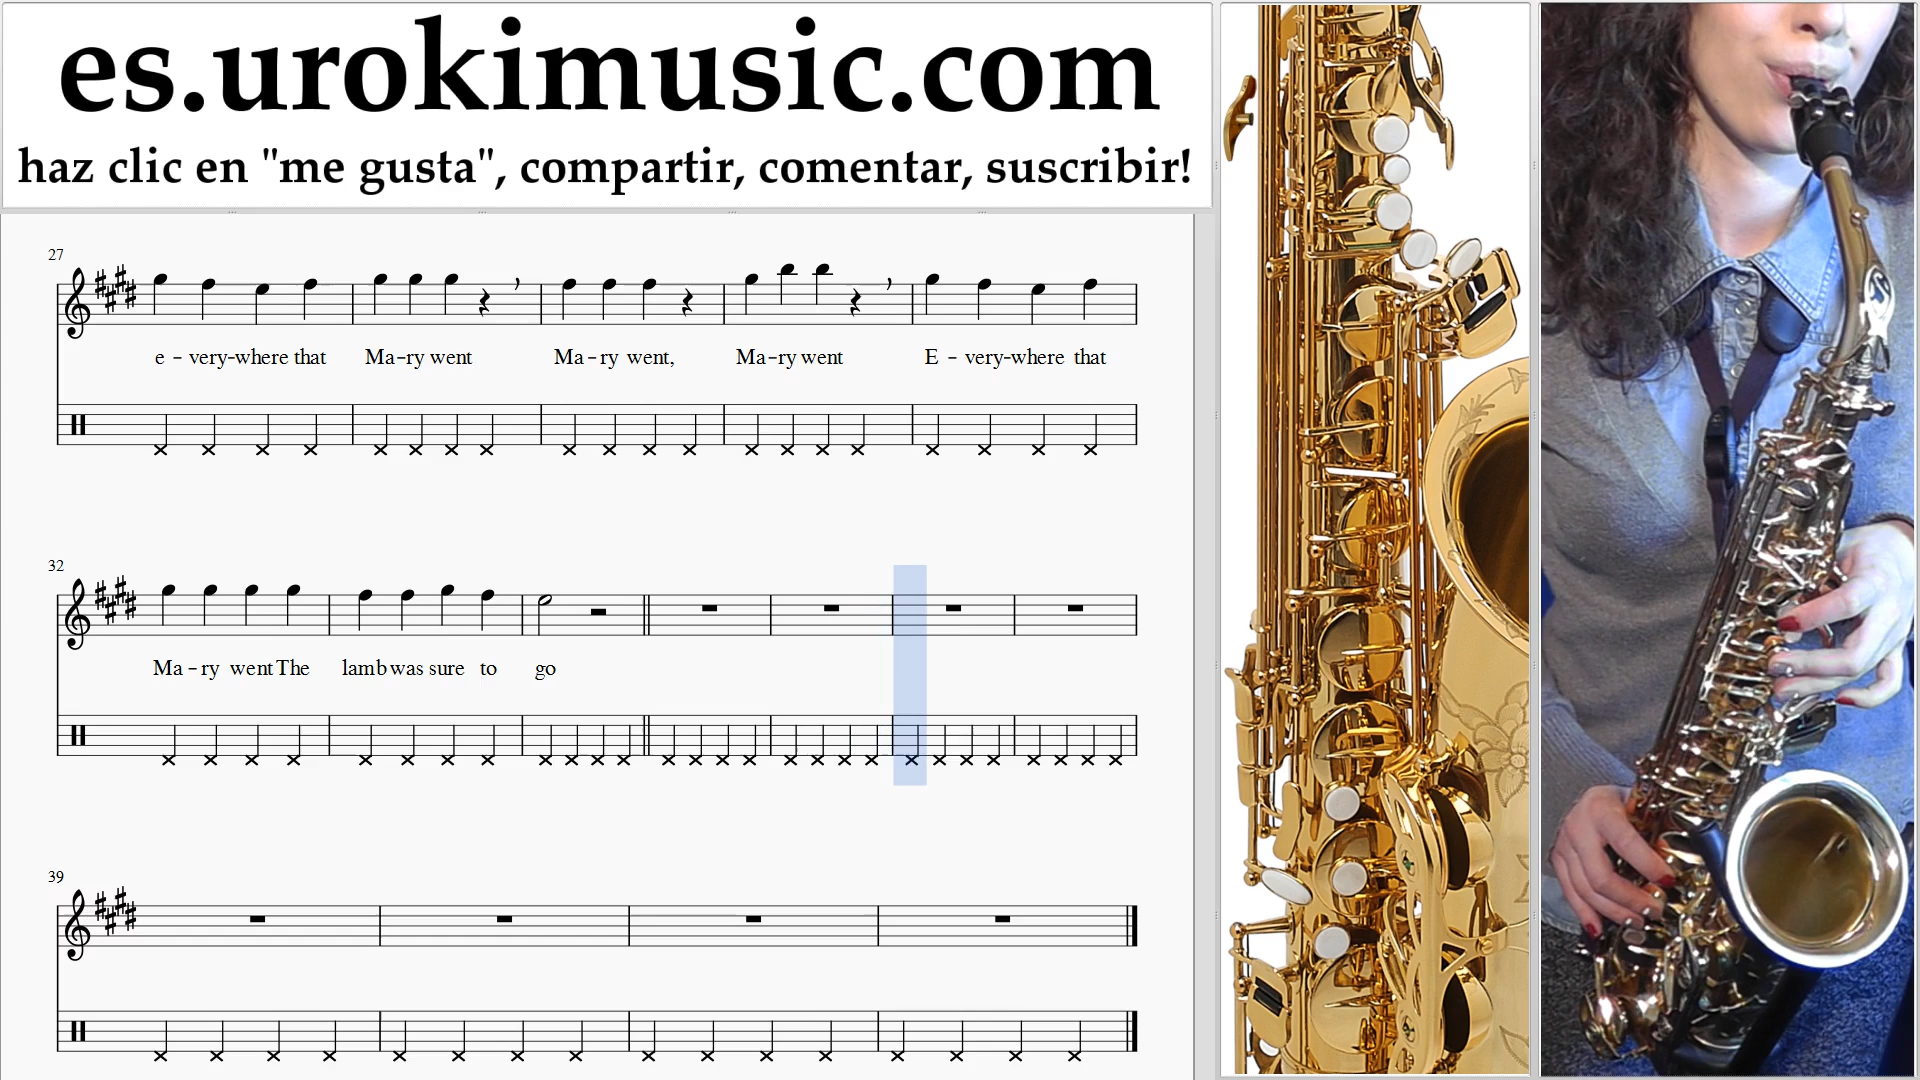 es.urokimusic.com
haz clic en "me gusta", compartir, comentar, suscribir!
27
e - very-where that Ma-ry went Ma-ry went, Ma-ry went E - very-where that
32
Ma-ry went The lamb was sure to go
39